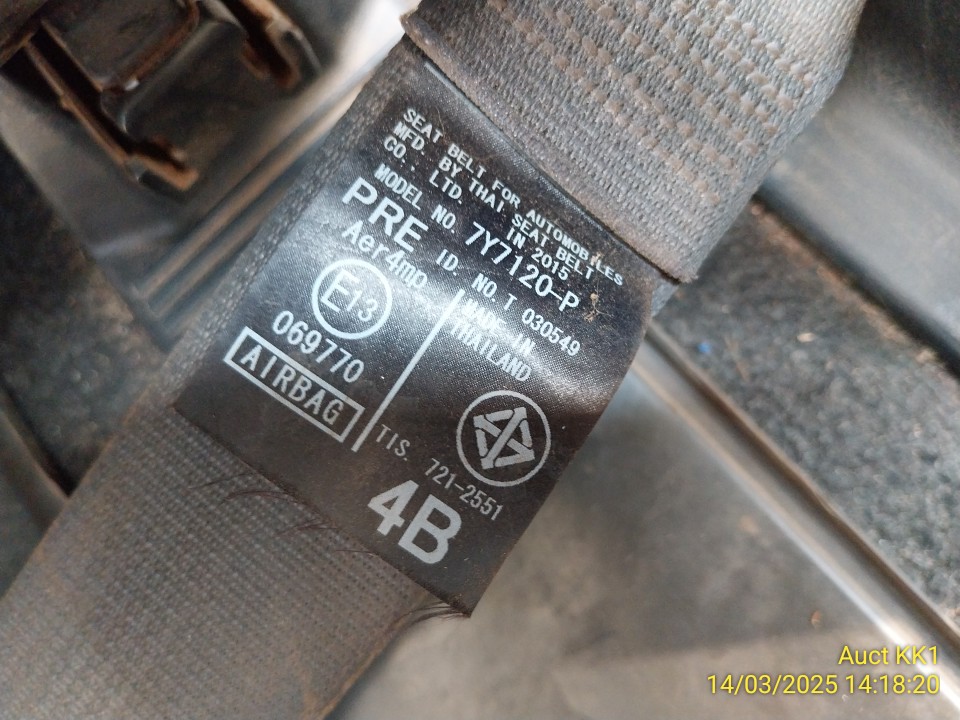 SEAT BELT FOR AUTOMOBILES
MFD. BY THAI SEAT BELT
CO., LTD. IN 2015
MODEL NO. 7Y7120-P
PRE ID. NO. T 030549
Aer4mp
MADE IN
THAILAND
E13
069770
AIRBAG
TIS. 721-2551
4B
Auct KK1
14/03/2025 14:18:20